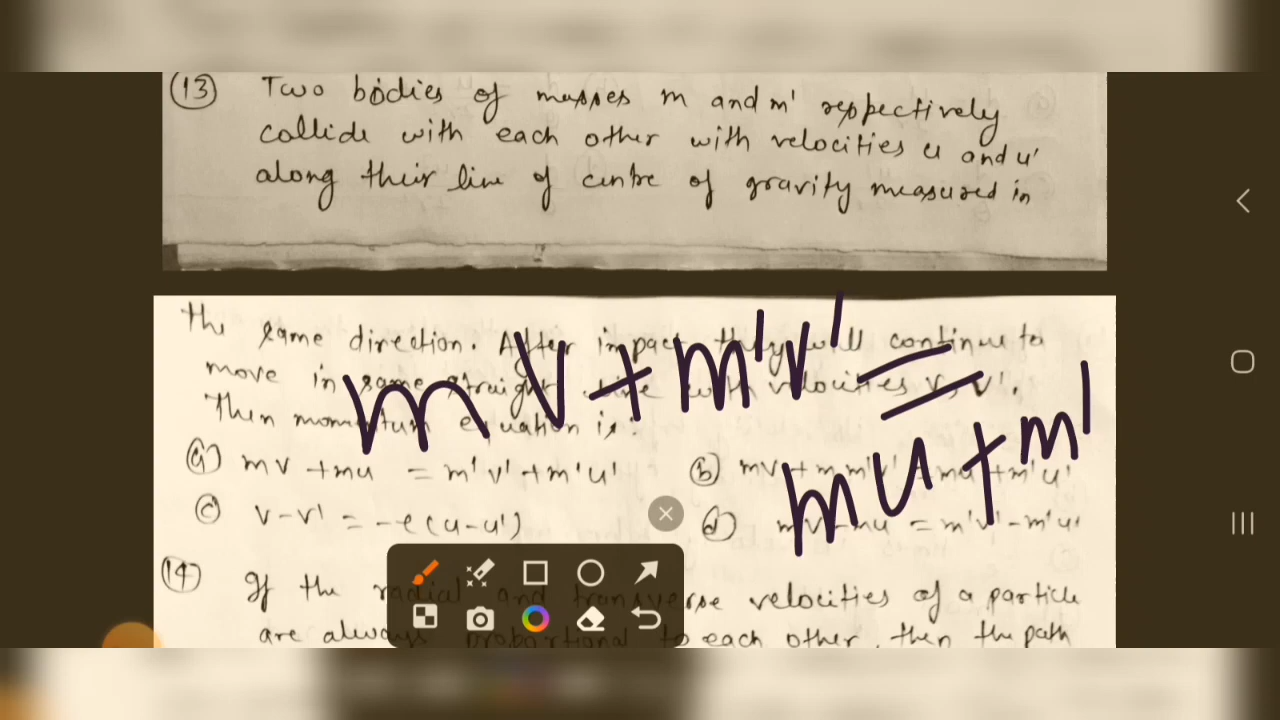 (13) Two bodies of masses m and m' respectively
collide with each other with velocities u and u'
along their line of centre of gravity measured in
the same direction. After impact they will continue to
move in same straight line with velocities v, v'.
Then momentum equation is:
(a) mv + mu = m'v' + m'u' (b) mv + m'v' = mu + m'u'
(c) v-v' = -e(u-u') (d) mv - mu = m'v' - m'u'
mv+m'v' =
mu+m'
(14) If the radial and transverse velocities of a particle
are always proportional to each other, then the path